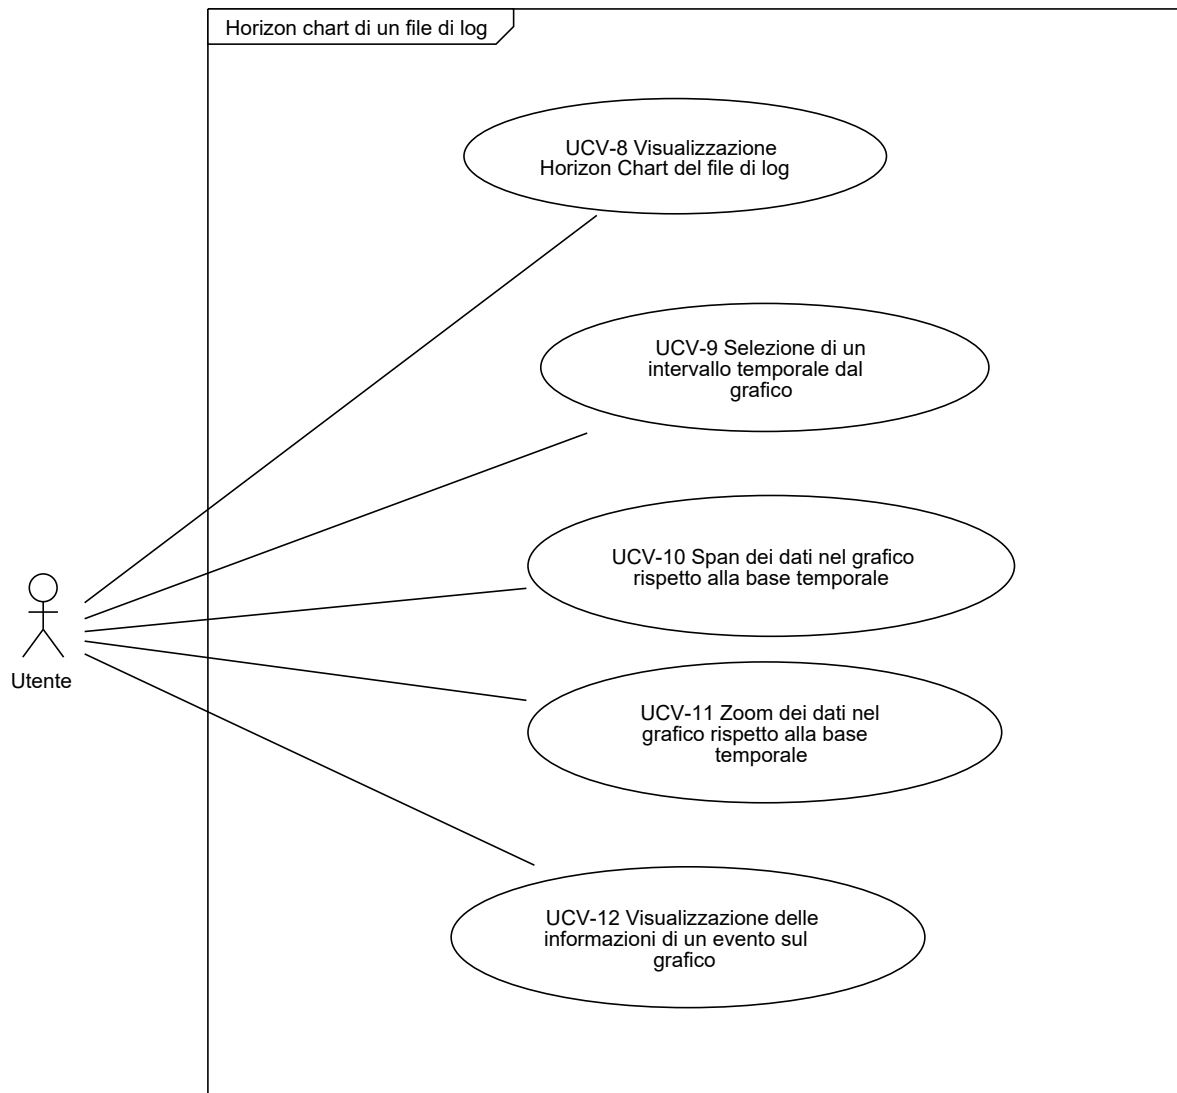 Horizon chart di un file di log
UCV-8 Visualizzazione
Horizon Chart del file di log
UCV-9 Selezione di un
intervallo temporale dal
grafico
UCV-10 Span dei dati nel grafico
rispetto alla base temporale
Utente
UCV-11 Zoom dei dati nel
grafico rispetto alla base
temporale
UCV-12 Visualizzazione delle
informazioni di un evento sul
grafico